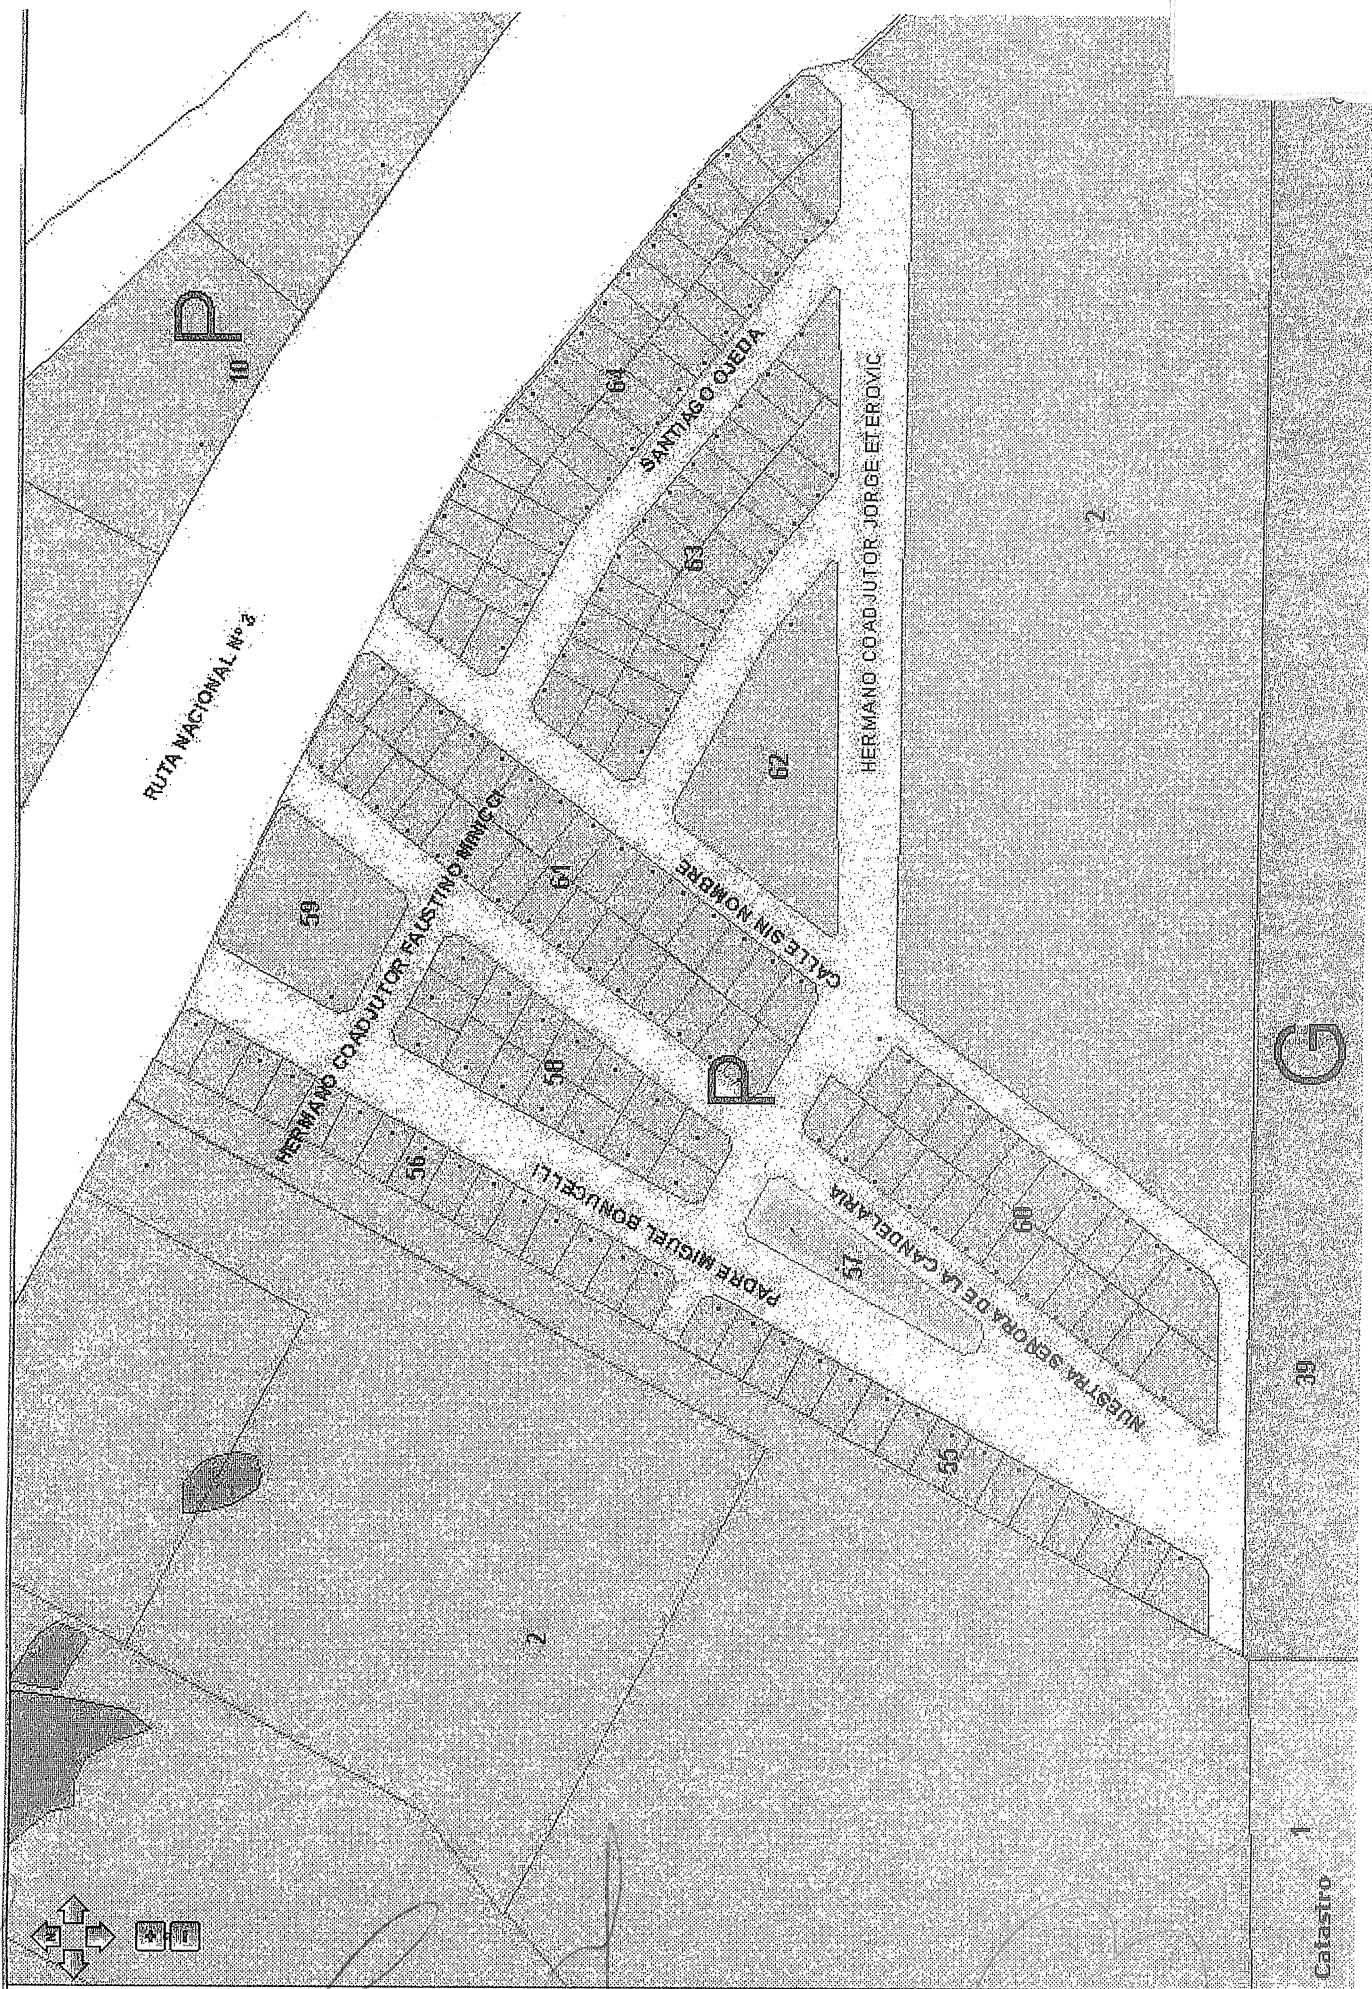 RUTA NACIONAL Nº 3
P
10
64
SANTIAGO OJEDA
63
HERMANO COADJUTOR JORGE ETEROVIC
2
62
61
CALLE SIN NOMBRE
59
HERMANO COADJUTOR FAUSTINO MINICCI
58
P
56
PADRE MIGUEL BONUCELLI
57
NUESTRA SEÑORA DE LA CANDELARIA
60
G
39
55
2
1
N
+
-
Catastro